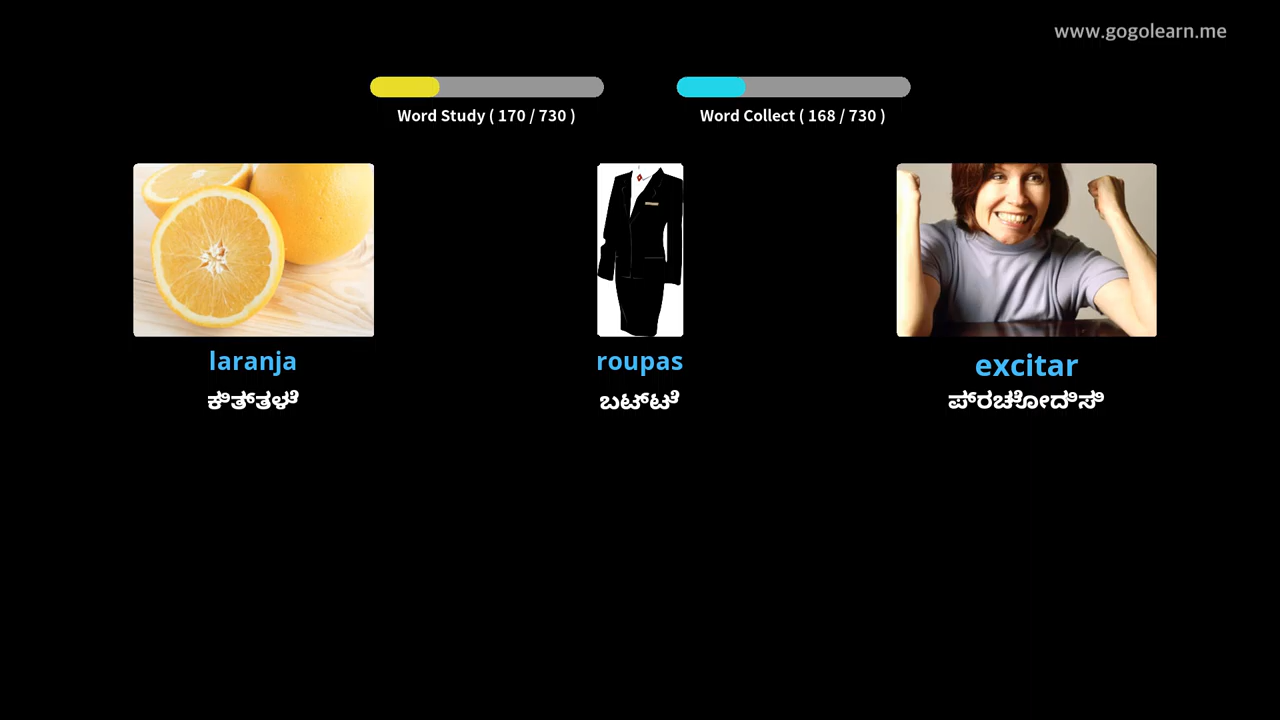 www.gogolearn.me
Word Study ( 170 / 730 )
Word Collect ( 168 / 730 )
laranja
roupas
excitar
ಕಿತ್ತಳೆ
ಬಟ್ಟೆ
ಪ್ರಚೋದಿಸಿ